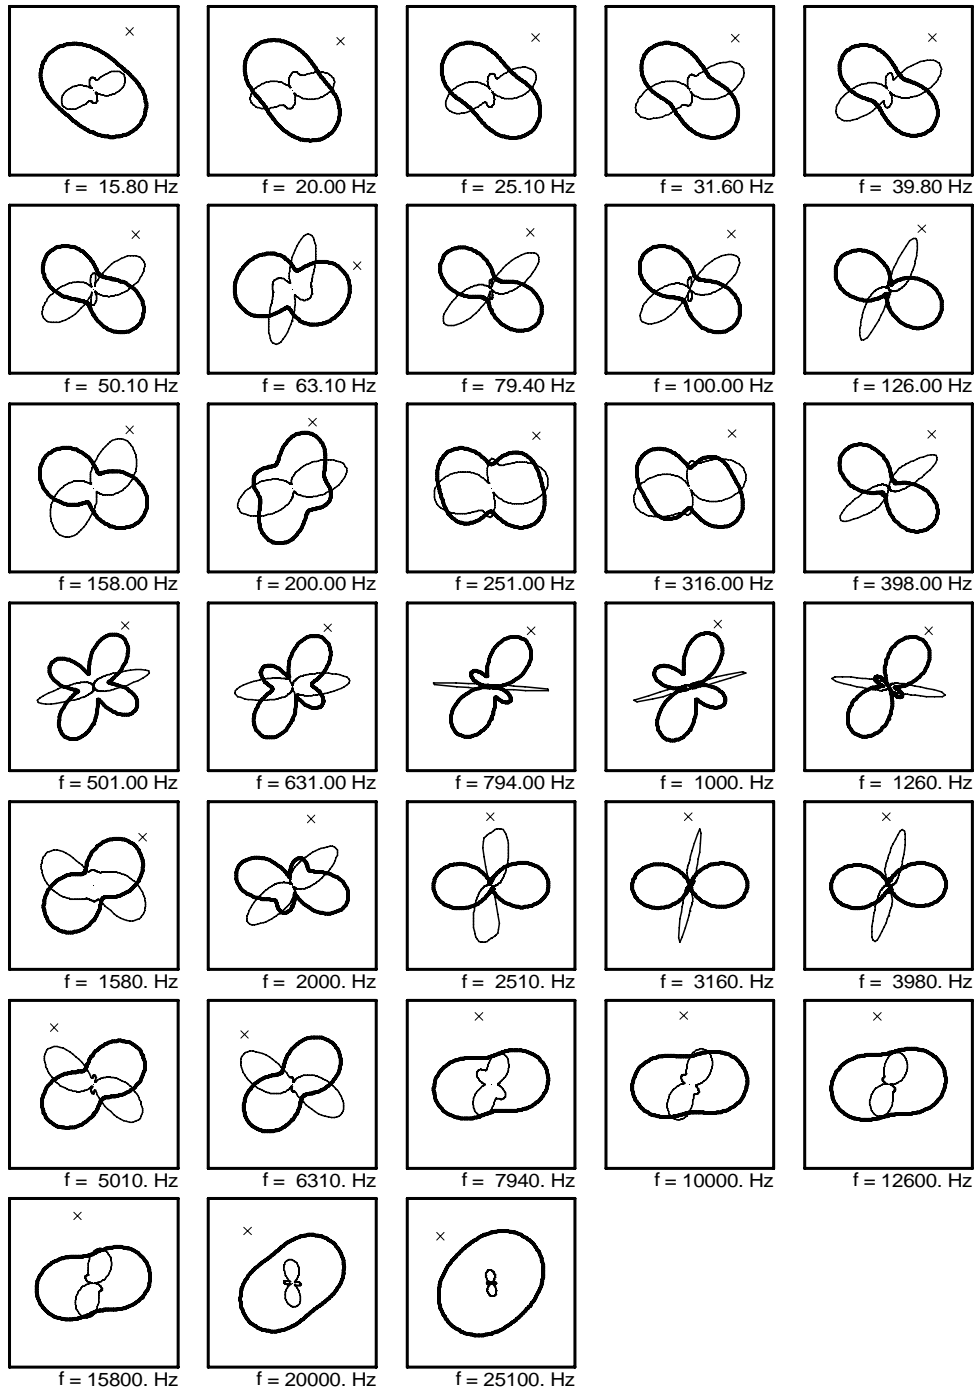 f = 15.80 Hz
f = 20.00 Hz
f = 25.10 Hz
f = 31.60 Hz
f = 39.80 Hz
f = 50.10 Hz
f = 63.10 Hz
f = 79.40 Hz
f = 100.00 Hz
f = 126.00 Hz
f = 158.00 Hz
f = 200.00 Hz
f = 251.00 Hz
f = 316.00 Hz
f = 398.00 Hz
f = 501.00 Hz
f = 631.00 Hz
f = 794.00 Hz
f = 1000. Hz
f = 1260. Hz
f = 1580. Hz
f = 2000. Hz
f = 2510. Hz
f = 3160. Hz
f = 3980. Hz
f = 5010. Hz
f = 6310. Hz
f = 7940. Hz
f = 10000. Hz
f = 12600. Hz
f = 15800. Hz
f = 20000. Hz
f = 25100. Hz